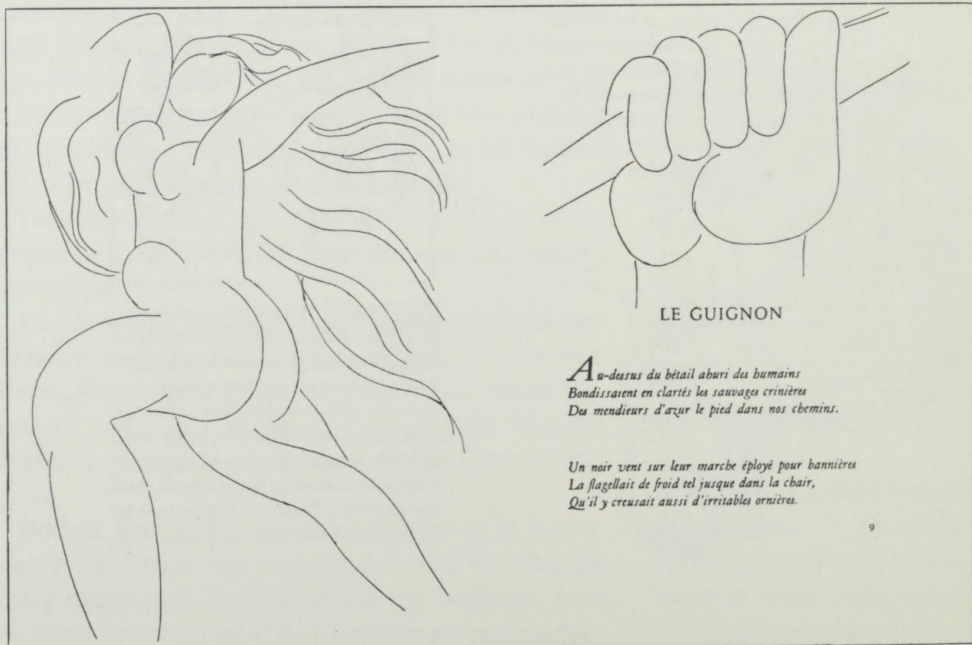 LE GUIGNON
Au-dessus du bétail ahuri des humains
Bondissaient en clartés les sauvages crinières
Des mendieurs d'azur le pied dans nos chemins.
Un noir vent sur leur marche éployé pour bannières
La flagellait de froid tel jusque dans la chair,
Qu'il y creusait aussi d'irritables ornières.
9